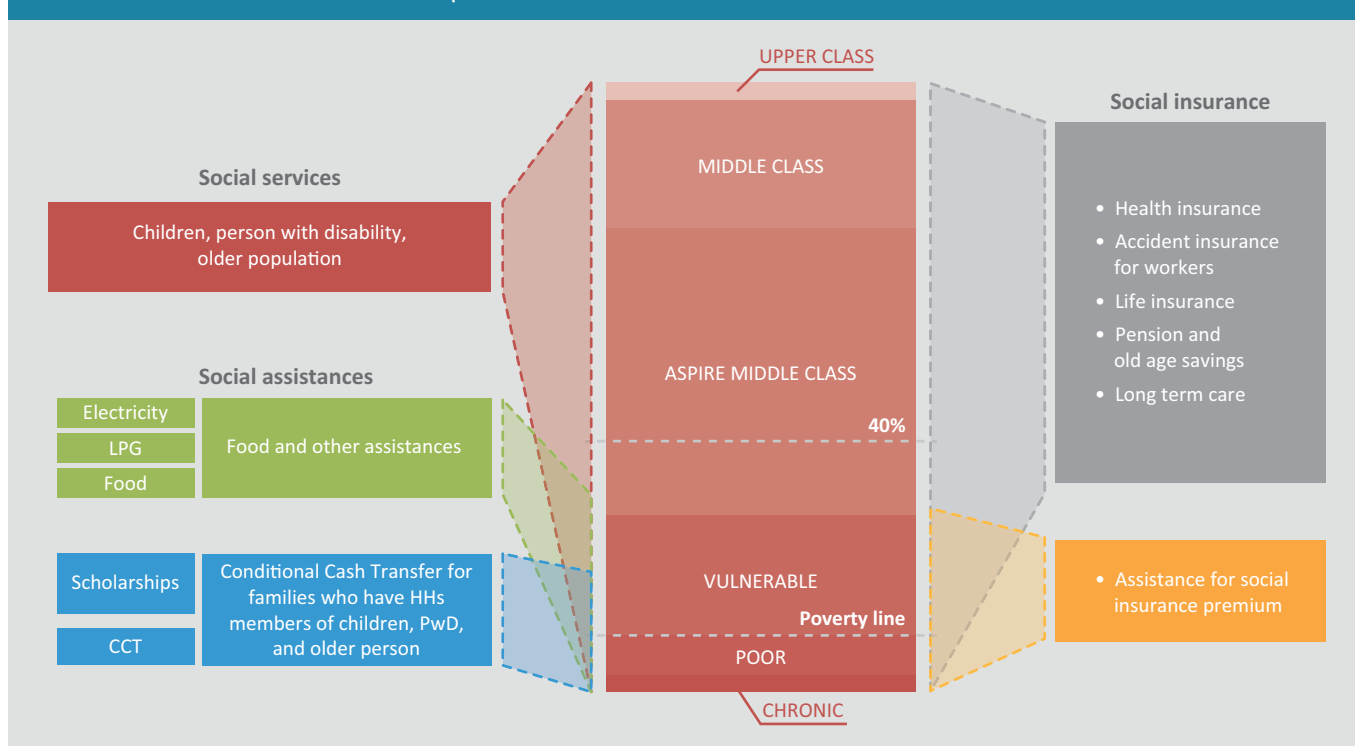 UPPER CLASS
MIDDLE CLASS
ASPIRE MIDDLE CLASS
40%
VULNERABLE
Poverty line
POOR
CHRONIC
Social services
Children, person with disability,
older population
Social assistances
Electricity
LPG
Food
Food and other assistances
Scholarships
CCT
Conditional Cash Transfer for
families who have HHs
members of children, PwD,
and older person
Social insurance
• Health insurance
• Accident insurance
for workers
• Life insurance
• Pension and
old age savings
• Long term care
• Assistance for social
insurance premium